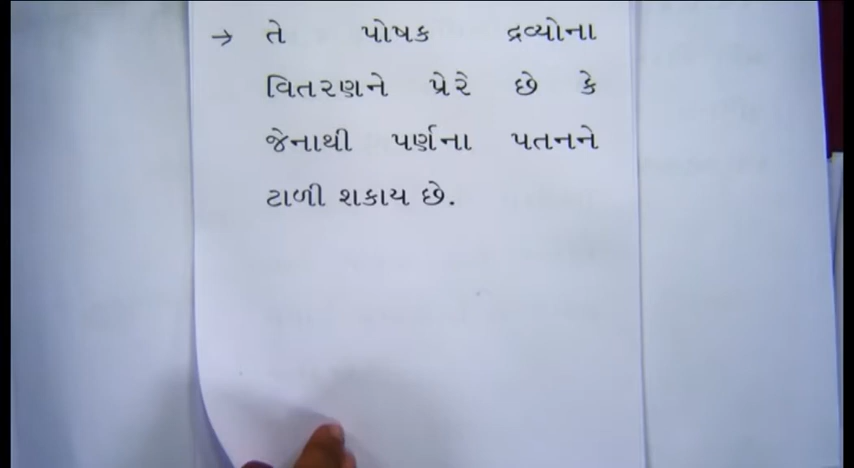 → તે પોષક દ્રવ્યોના
વિતરણને પ્રેરે છે કે
જેનાથી પર્ણના પતનને
ટાળી શકાય છે.